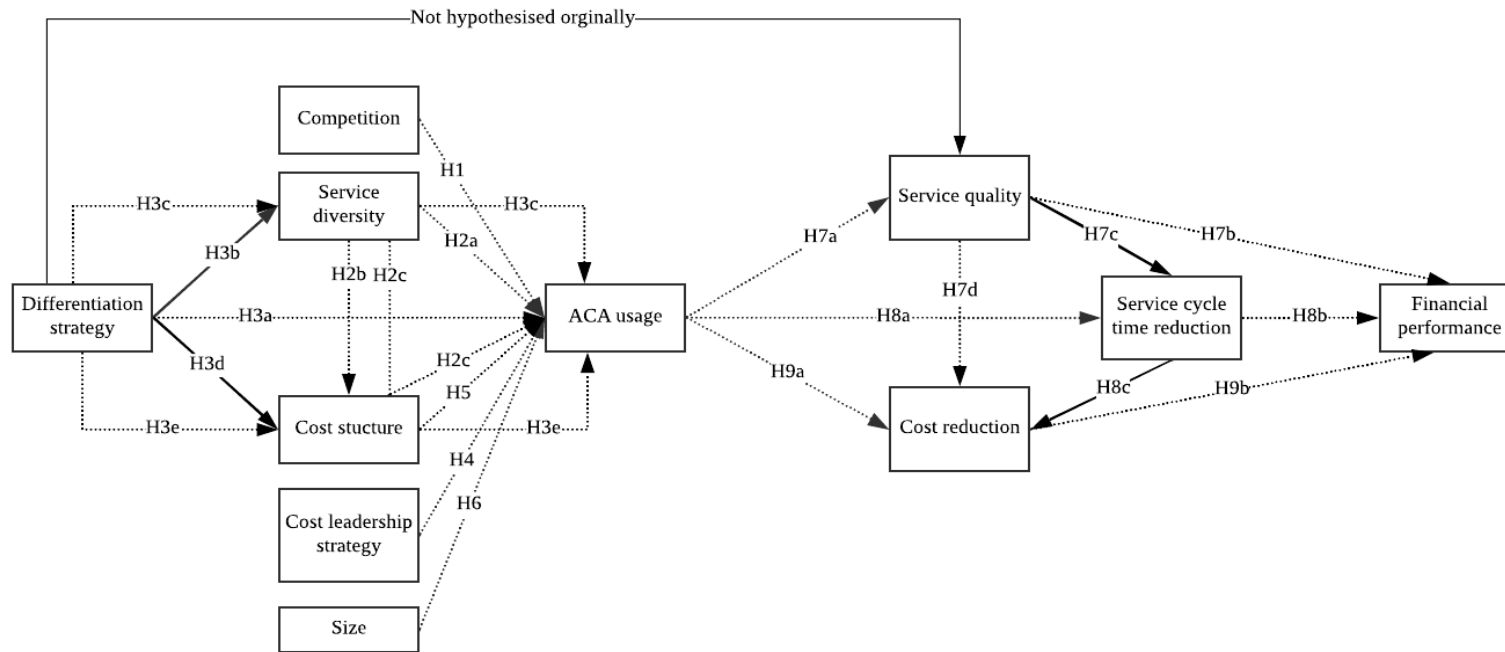 Not hypothesised orginally
Competition
H1
Service
diversity
H3c
H3c
H2a
H7a
Service quality
H7c
H7b
H3b
H2b
H2c
H7d
Differentiation
strategy
H3a
ACA usage
H8a
Service cycle
time reduction
H8b
Financial
performance
H3d
H2c
H9a
H8c
H9b
H5
H3e
Cost stucture
H3e
Cost reduction
H4
H6
Cost leadership
strategy
Size